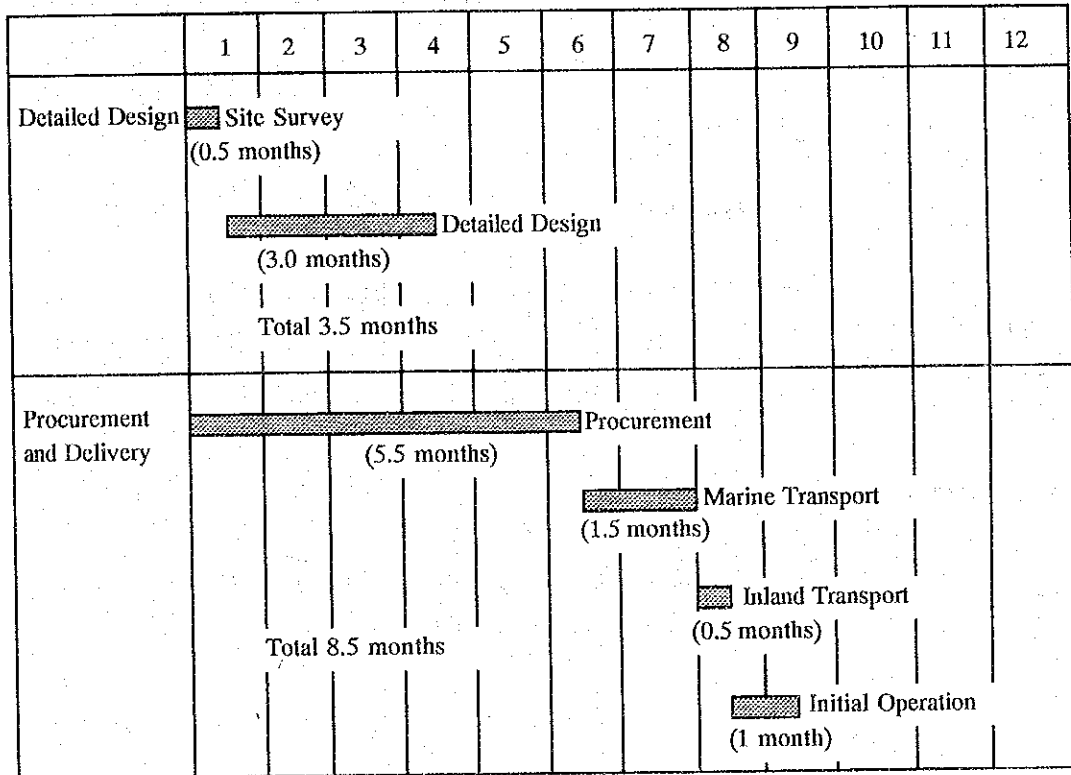 1 2 3 4 5 6 7 8 9 10 11 12
Detailed Design
Site Survey
(0.5 months)
Detailed Design
(3.0 months)
Total 3.5 months
Procurement
and Delivery
Procurement
(5.5 months)
Marine Transport
(1.5 months)
Inland Transport
(0.5 months)
Total 8.5 months
Initial Operation
(1 month)